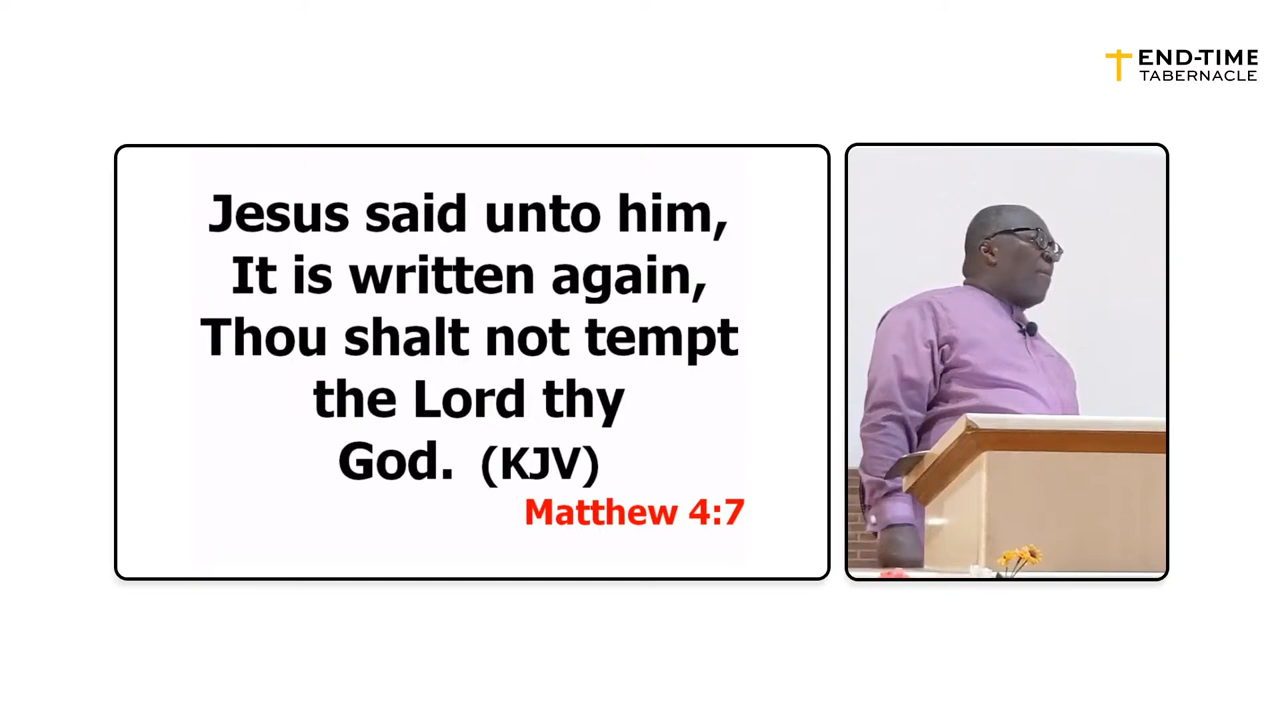 END-TIME
TABERNACLE
Jesus said unto him,
It is written again,
Thou shalt not tempt
the Lord thy
God. (KJV)
Matthew 4:7